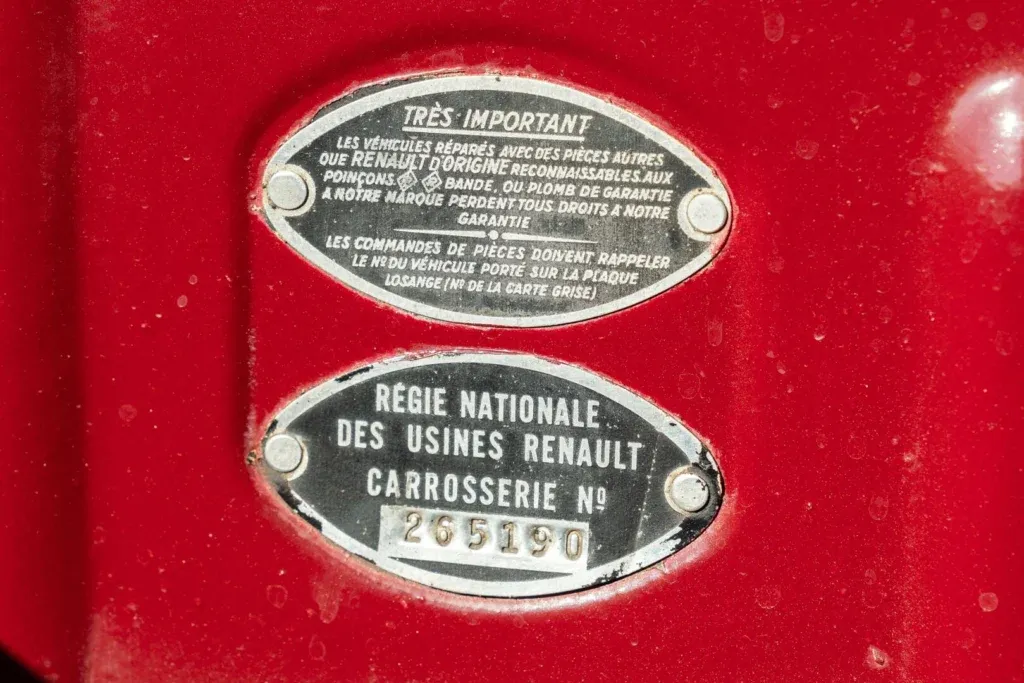 TRÈS IMPORTANT
LES VÉHICULES RÉPARÉS AVEC DES PIÈCES AUTRES
QUE RENAULT D'ORIGINE RECONNAISSABLES AUX
POINÇONS BANDE, OU PLOMB DE GARANTIE
A NOTRE MARQUE PERDENT TOUS DROITS A NOTRE
GARANTIE
LES COMMANDES DE PIÈCES DOIVENT RAPPELER
LE Nº DU VÉHICULE PORTÉ SUR LA PLAQUE
LOSANGE (Nº DE LA CARTE GRISE)
RÉGIE NATIONALE
DES USINES RENAULT
CARROSSERIE Nº
265190